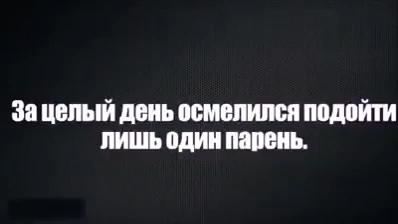 За целый день осмелился подойти
лишь один парень.